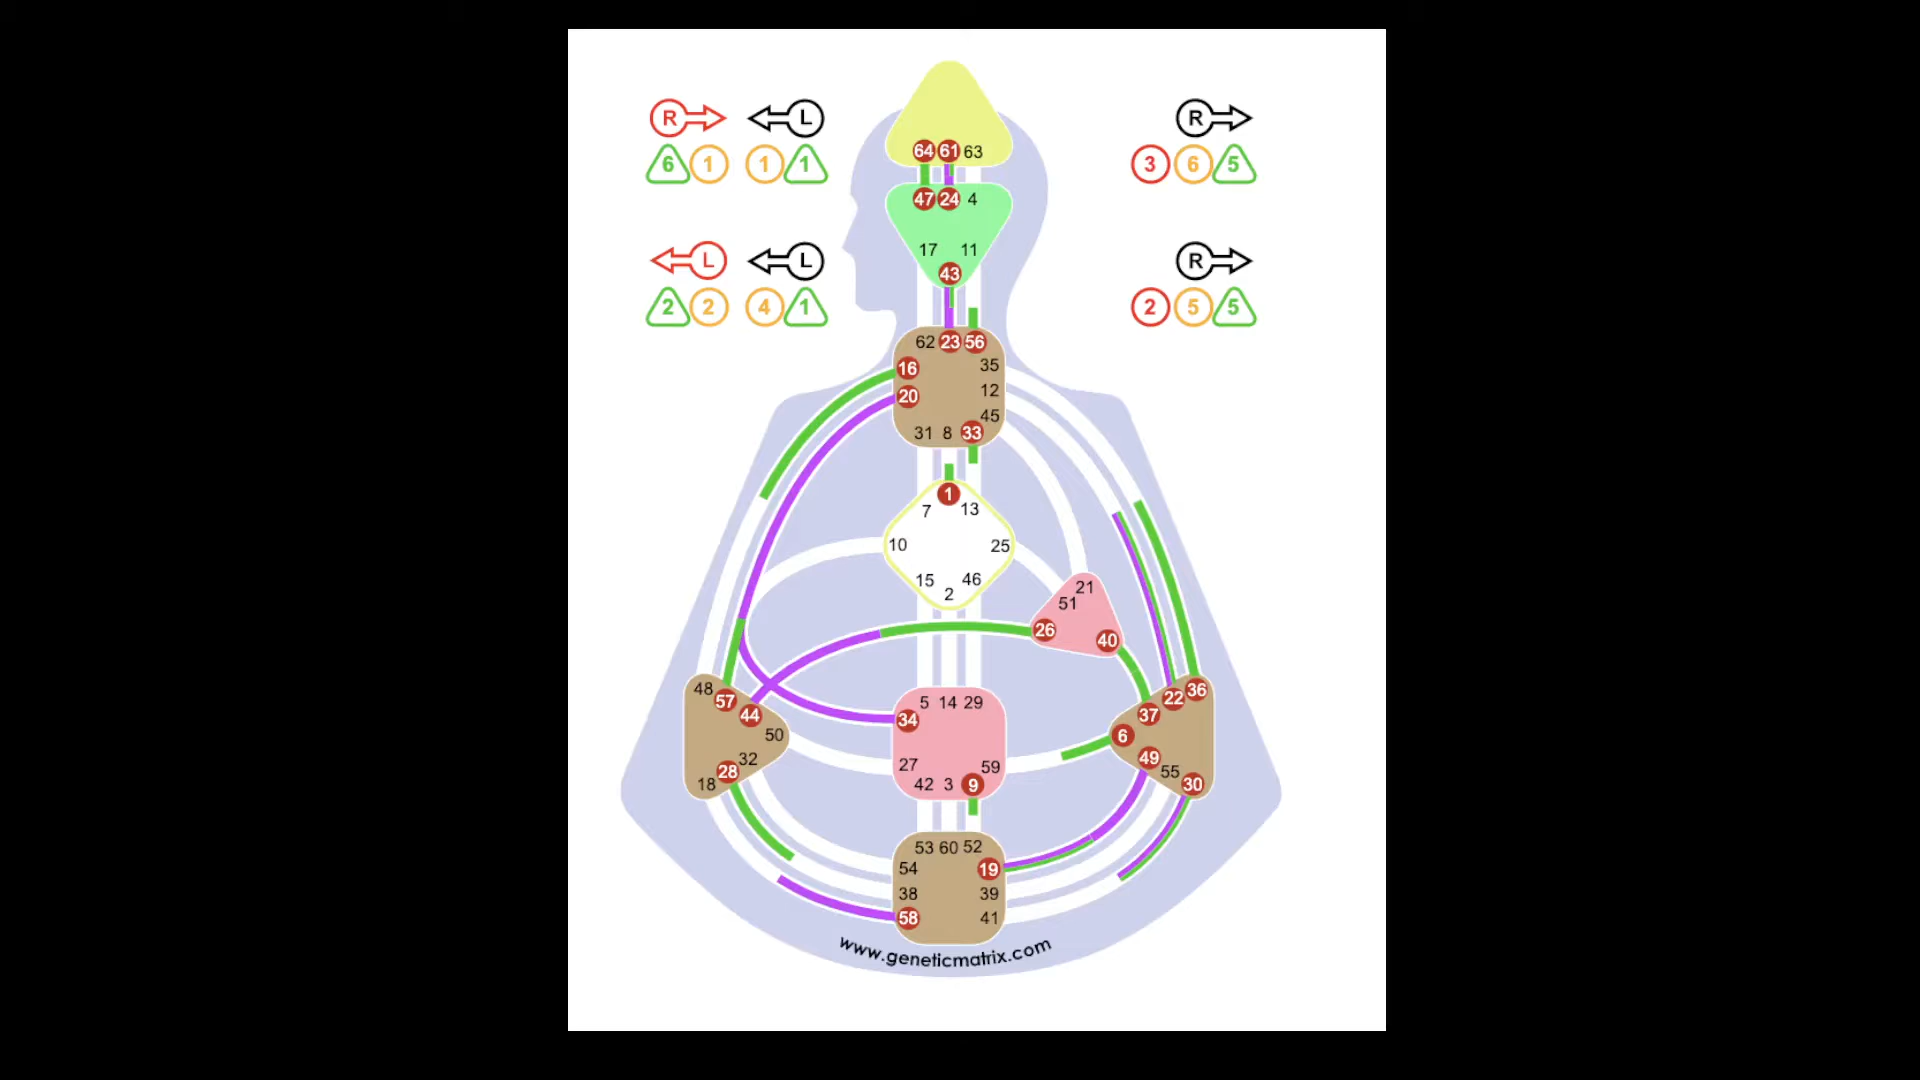 R L R
6 1 1 1 3 6 5
L L R
2 2 4 1 2 5 5
64 61 63
47 24 4
17 11
43
62 23 56
16 35
20 12
45
31 8 33
1
7 13
10 25
15 46
2
21
51
26 40
48 57 44 50 32 28 18
5 14 29
34
27 59
42 3 9
36 22 37 6 49 55 30
53 60 52
54 19
38 39
58 41
www.geneticmatrix.com